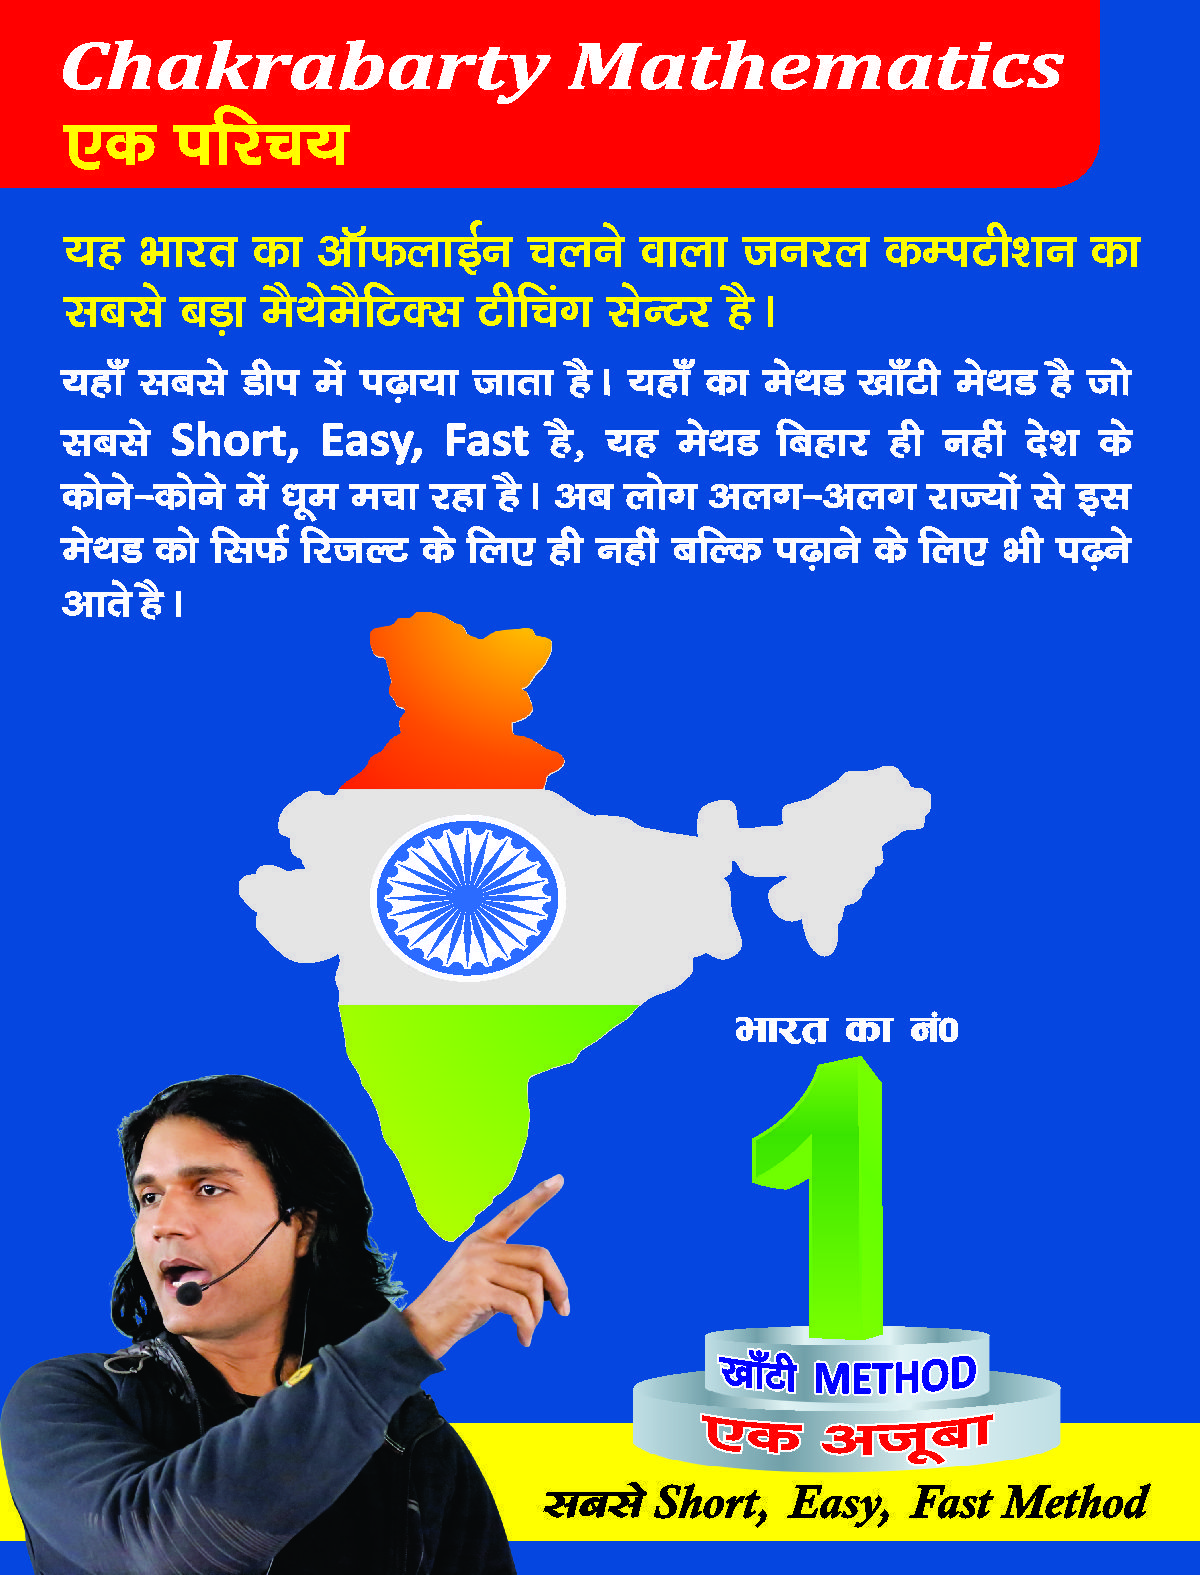 Chakrabarty Mathematics
एक परिचय
यह भारत का ऑफलाईन चलने वाला जनरल कम्पटीशन का
सबसे बड़ा मैथेमैटिक्स टीचिंग सेन्टर है।
यहाँ सबसे डीप में पढ़ाया जाता है। यहाँ का मेथड खाँटी मेथड है जो
सबसे Short, Easy, Fast है, यह मेथड बिहार ही नहीं देश के
कोने-कोने में धूम मचा रहा है। अब लोग अलग-अलग राज्यों से इस
मेथड को सिर्फ रिजल्ट के लिए ही नहीं बल्कि पढ़ाने के लिए भी पढ़ने
आते है।
भारत का नं०
1
खाँटी METHOD
एक अजूबा
सबसे Short, Easy, Fast Method